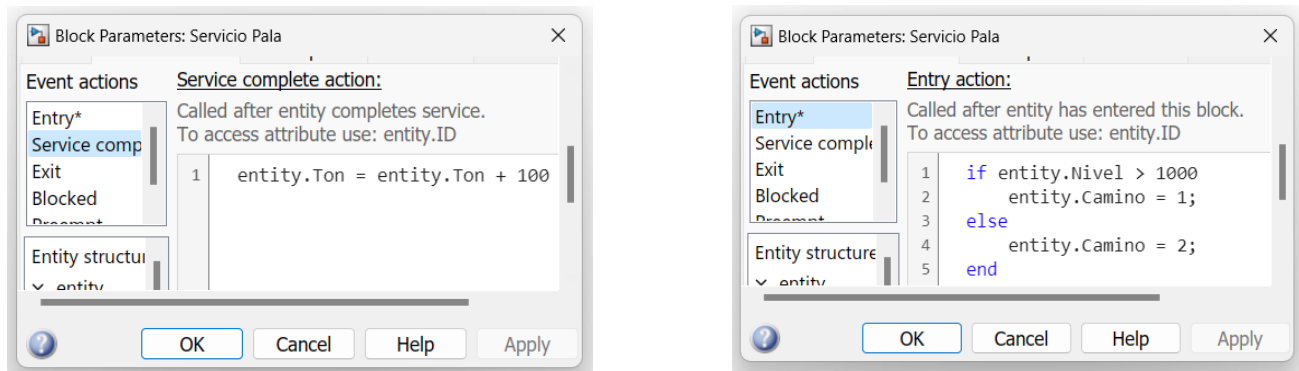 Block Parameters: Servicio Pala
Event actions
Service complete action:
Entry*
Called after entity completes service.
Service comp
To access attribute use: entity.ID
Exit
1 entity.Ton = entity.Ton + 100
Blocked
Entity structu
entity
OK Cancel Help Apply
Block Parameters: Servicio Pala
Event actions
Entry action:
Entry*
Called after entity has entered this block.
Service comple
To access attribute use: entity.ID
Exit
Blocked
1 if entity.Nivel > 1000
2 entity.Camino = 1;
3 else
4 entity.Camino = 2;
5 end
Entity structure
entity
OK Cancel Help Apply